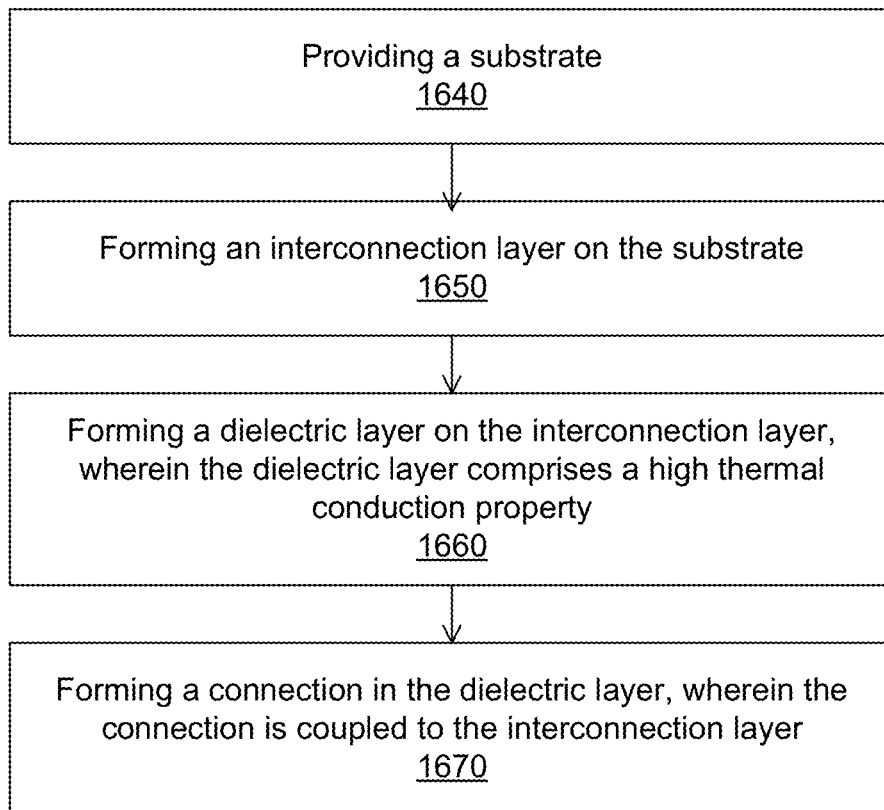 Providing a substrate
1640
Forming an interconnection layer on the substrate
1650
Forming a dielectric layer on the interconnection layer,
wherein the dielectric layer comprises a high thermal
conduction property
1660
Forming a connection in the dielectric layer, wherein the
connection is coupled to the interconnection layer
1670